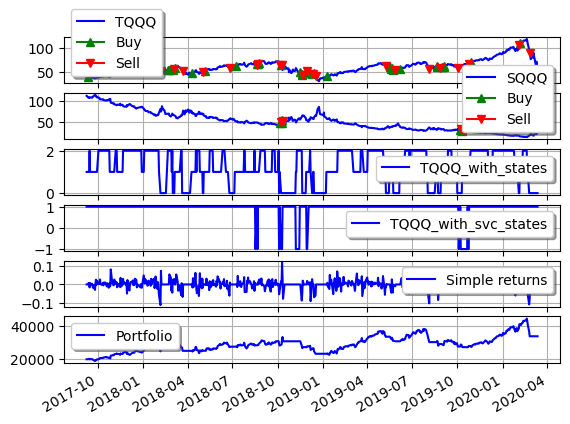 TQQQ
Buy
Sell
100
50
SQQQ
Buy
Sell
100
50
2
TQQQ_with_states
0
1
0
TQQQ_with_svc_states
−1
0.1
Simple returns
0.0
−0.1
40000
Portfolio
20000
2017-10
2018-01
2018-04
2018-07
2018-10
2019-01
2019-04
2019-07
2019-10
2020-01
2020-04